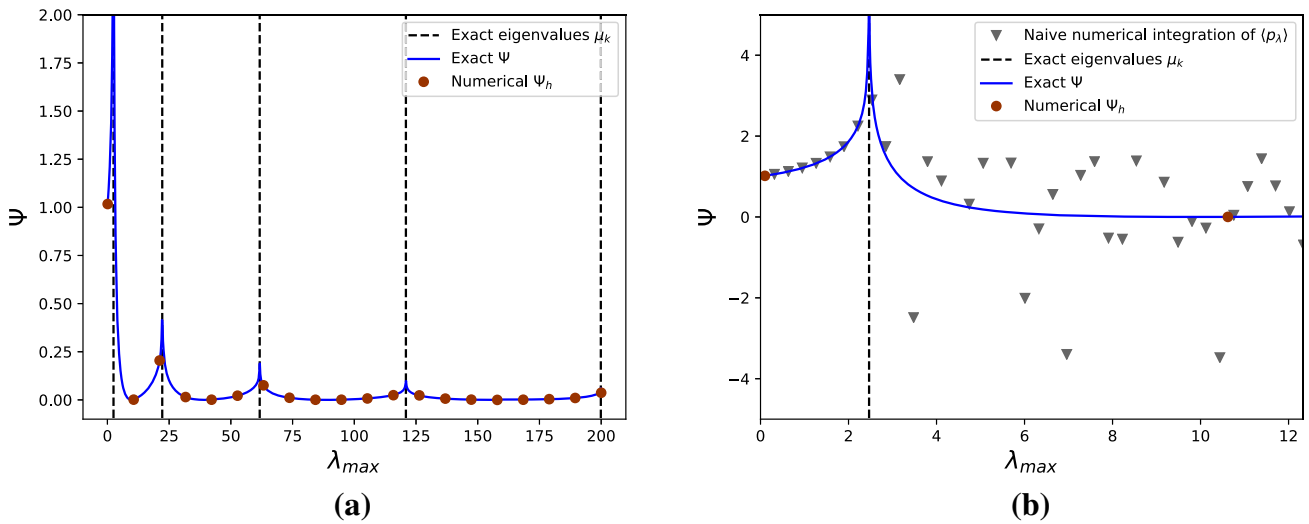 2.00
1.75
1.50
1.25
1.00
0.75
0.50
0.25
0.00
Ψ
0 25 50 75 100 125 150 175 200
λmax
Exact eigenvalues μk
Exact Ψ
Numerical Ψh
(a)
4
2
0
−2
−4
Ψ
0 2 4 6 8 10 12
λmax
Naive numerical integration of ⟨pλ⟩
Exact eigenvalues μk
Exact Ψ
Numerical Ψh
(b)